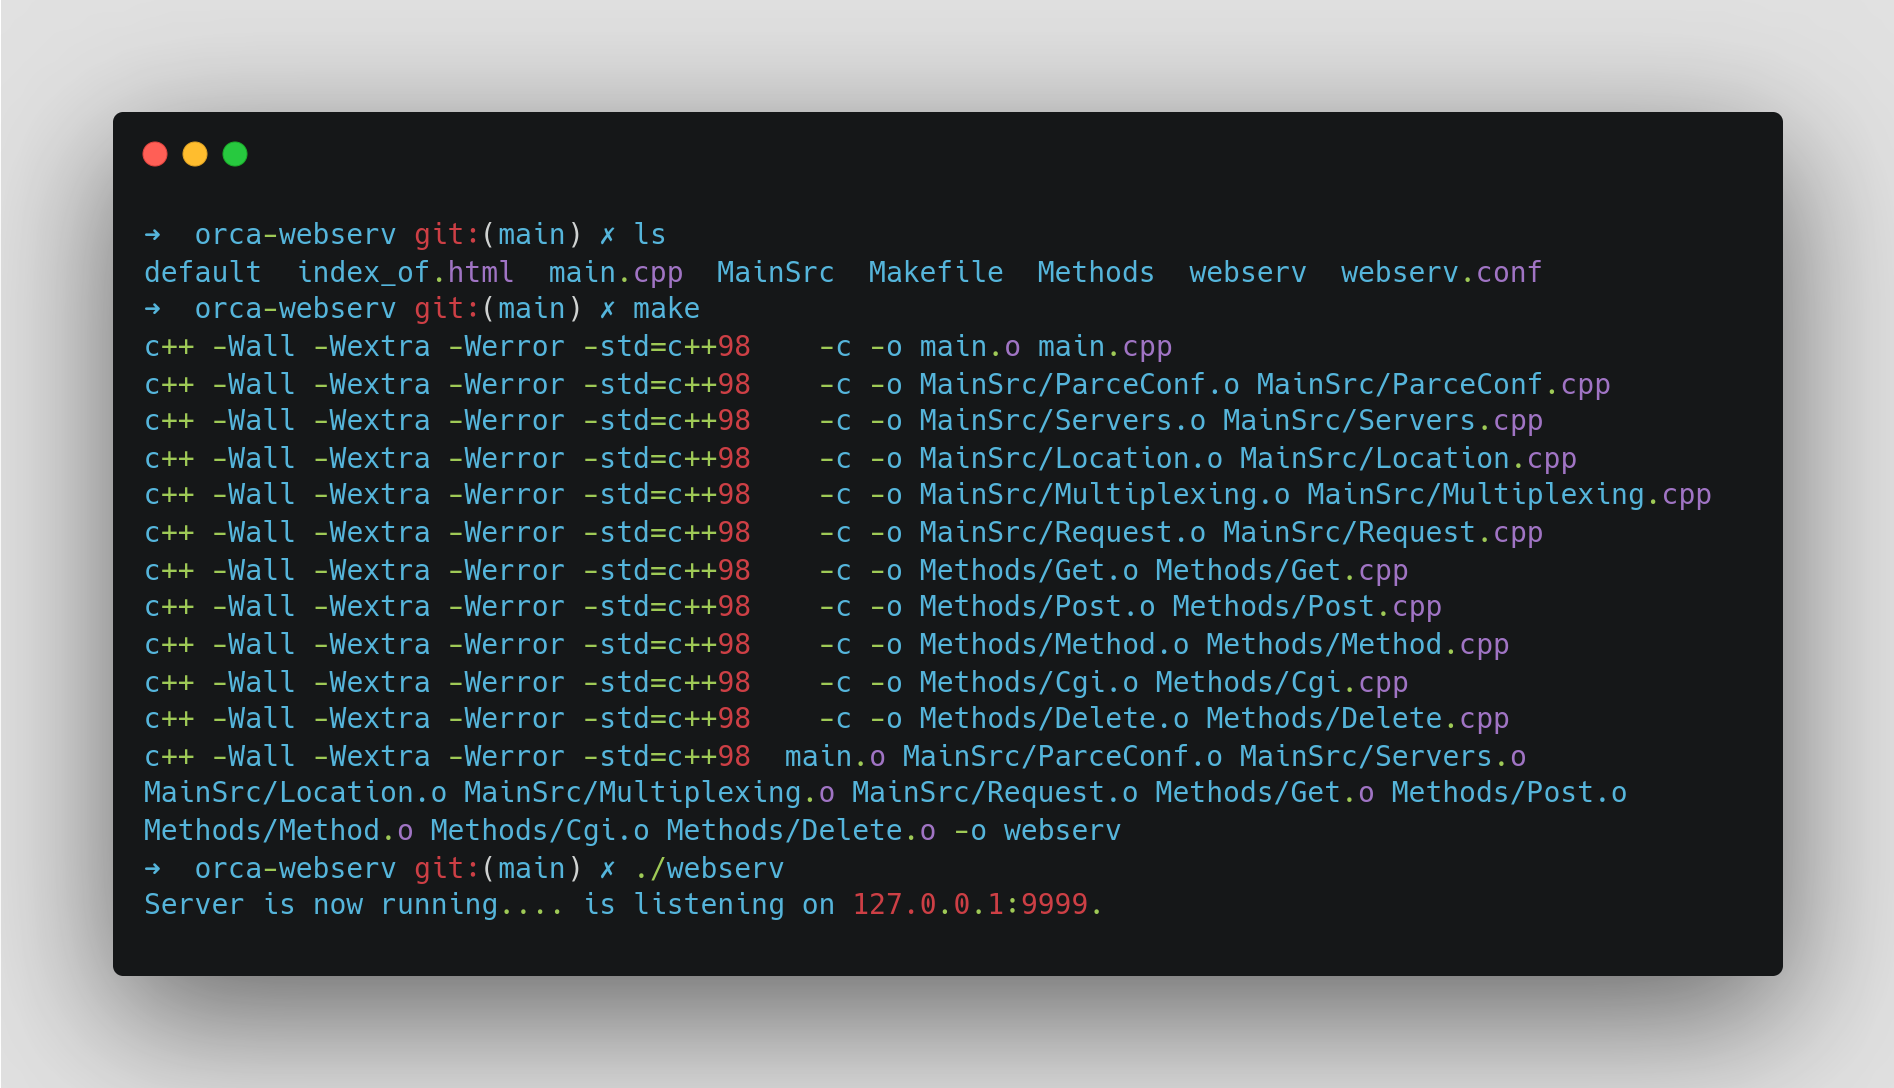 ➜  orca-webserv git:(main) ✗ ls
default  index_of.html  main.cpp  MainSrc  Makefile  Methods  webserv  webserv.conf
➜  orca-webserv git:(main) ✗ make
c++ -Wall -Wextra -Werror -std=c++98    -c -o main.o main.cpp
c++ -Wall -Wextra -Werror -std=c++98    -c -o MainSrc/ParceConf.o MainSrc/ParceConf.cpp
c++ -Wall -Wextra -Werror -std=c++98    -c -o MainSrc/Servers.o MainSrc/Servers.cpp
c++ -Wall -Wextra -Werror -std=c++98    -c -o MainSrc/Location.o MainSrc/Location.cpp
c++ -Wall -Wextra -Werror -std=c++98    -c -o MainSrc/Multiplexing.o MainSrc/Multiplexing.cpp
c++ -Wall -Wextra -Werror -std=c++98    -c -o MainSrc/Request.o MainSrc/Request.cpp
c++ -Wall -Wextra -Werror -std=c++98    -c -o Methods/Get.o Methods/Get.cpp
c++ -Wall -Wextra -Werror -std=c++98    -c -o Methods/Post.o Methods/Post.cpp
c++ -Wall -Wextra -Werror -std=c++98    -c -o Methods/Method.o Methods/Method.cpp
c++ -Wall -Wextra -Werror -std=c++98    -c -o Methods/Cgi.o Methods/Cgi.cpp
c++ -Wall -Wextra -Werror -std=c++98    -c -o Methods/Delete.o Methods/Delete.cpp
c++ -Wall -Wextra -Werror -std=c++98  main.o MainSrc/ParceConf.o MainSrc/Servers.o
MainSrc/Location.o MainSrc/Multiplexing.o MainSrc/Request.o Methods/Get.o Methods/Post.o
Methods/Method.o Methods/Cgi.o Methods/Delete.o -o webserv
➜  orca-webserv git:(main) ✗ ./webserv
Server is now running.... is listening on 127.0.0.1:9999.